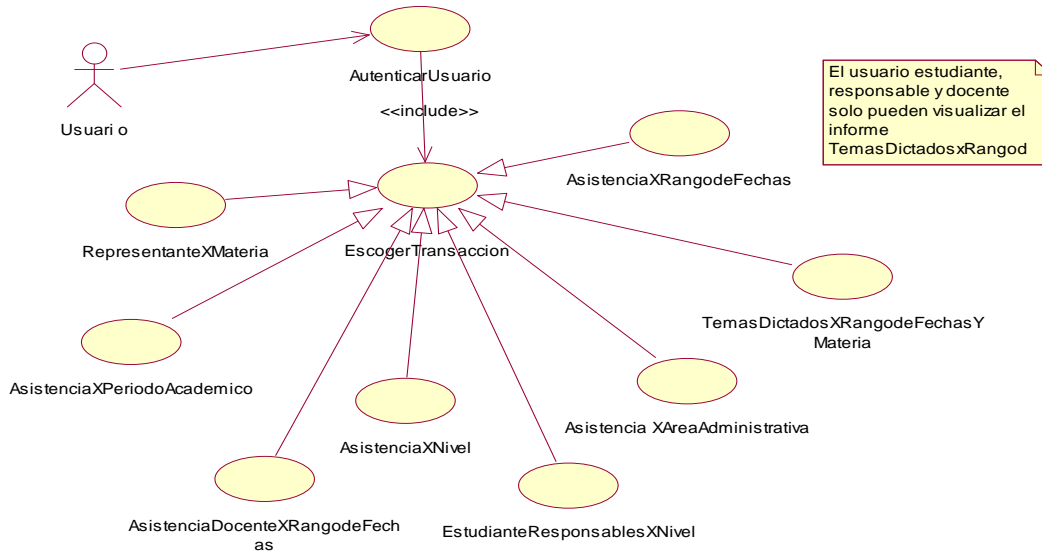 AutenticarUsuario
<<include>>
Usuario
El usuario estudiante,
responsable y docente
solo pueden visualizar el
informe
TemasDictadosxRangod
AsistenciaXRangodeFechas
RepresentanteXMateria
EscogerTransaccion
TemasDictadosXRangodeFechasY
Materia
AsistenciaXPeriodoAcademico
AsistenciaXNivel
Asistencia XAreaAdministrativa
AsistenciaDocenteXRangodeFech
as
EstudianteResponsablesXNivel